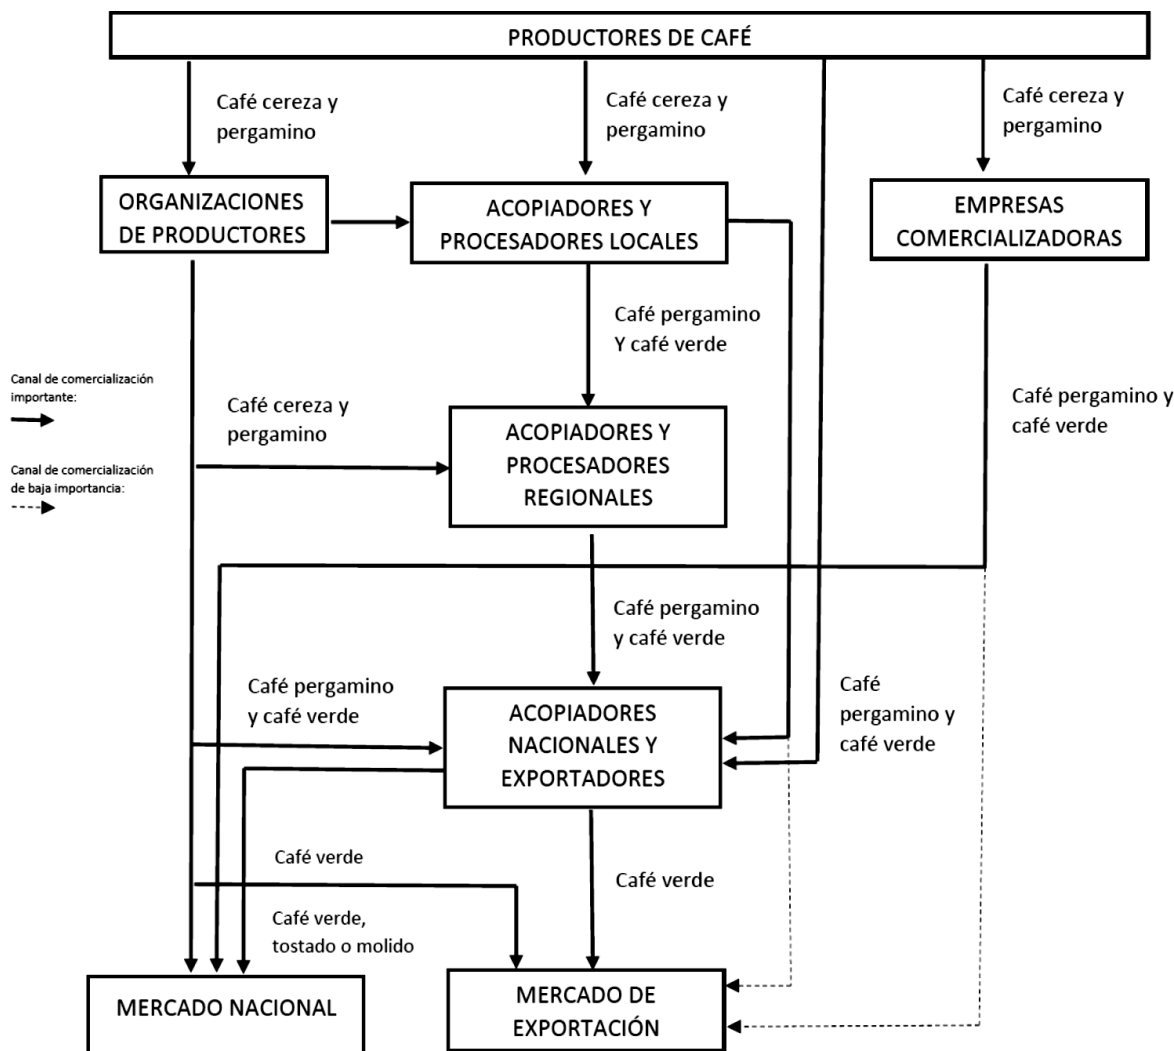 PRODUCTORES DE CAFÉ
Café cereza y
pergamino
Café cereza y
pergamino
Café cereza y
pergamino
ORGANIZACIONES
DE PRODUCTORES
ACOPIADORES Y
PROCESADORES LOCALES
EMPRESAS
COMERCIALIZADORAS
Café pergamino
Y café verde
Canal de comercialización
importante:
Café cereza y
pergamino
Café pergamino y
café verde
ACOPIADORES Y
PROCESADORES
REGIONALES
Canal de comercialización
de baja importancia:
Café pergamino
y café verde
Café pergamino
y café verde
ACOPIADORES
NACIONALES Y
EXPORTADORES
Café
pergamino y
café verde
Café verde
Café verde
Café verde,
tostado o molido
MERCADO NACIONAL
MERCADO DE
EXPORTACIÓN